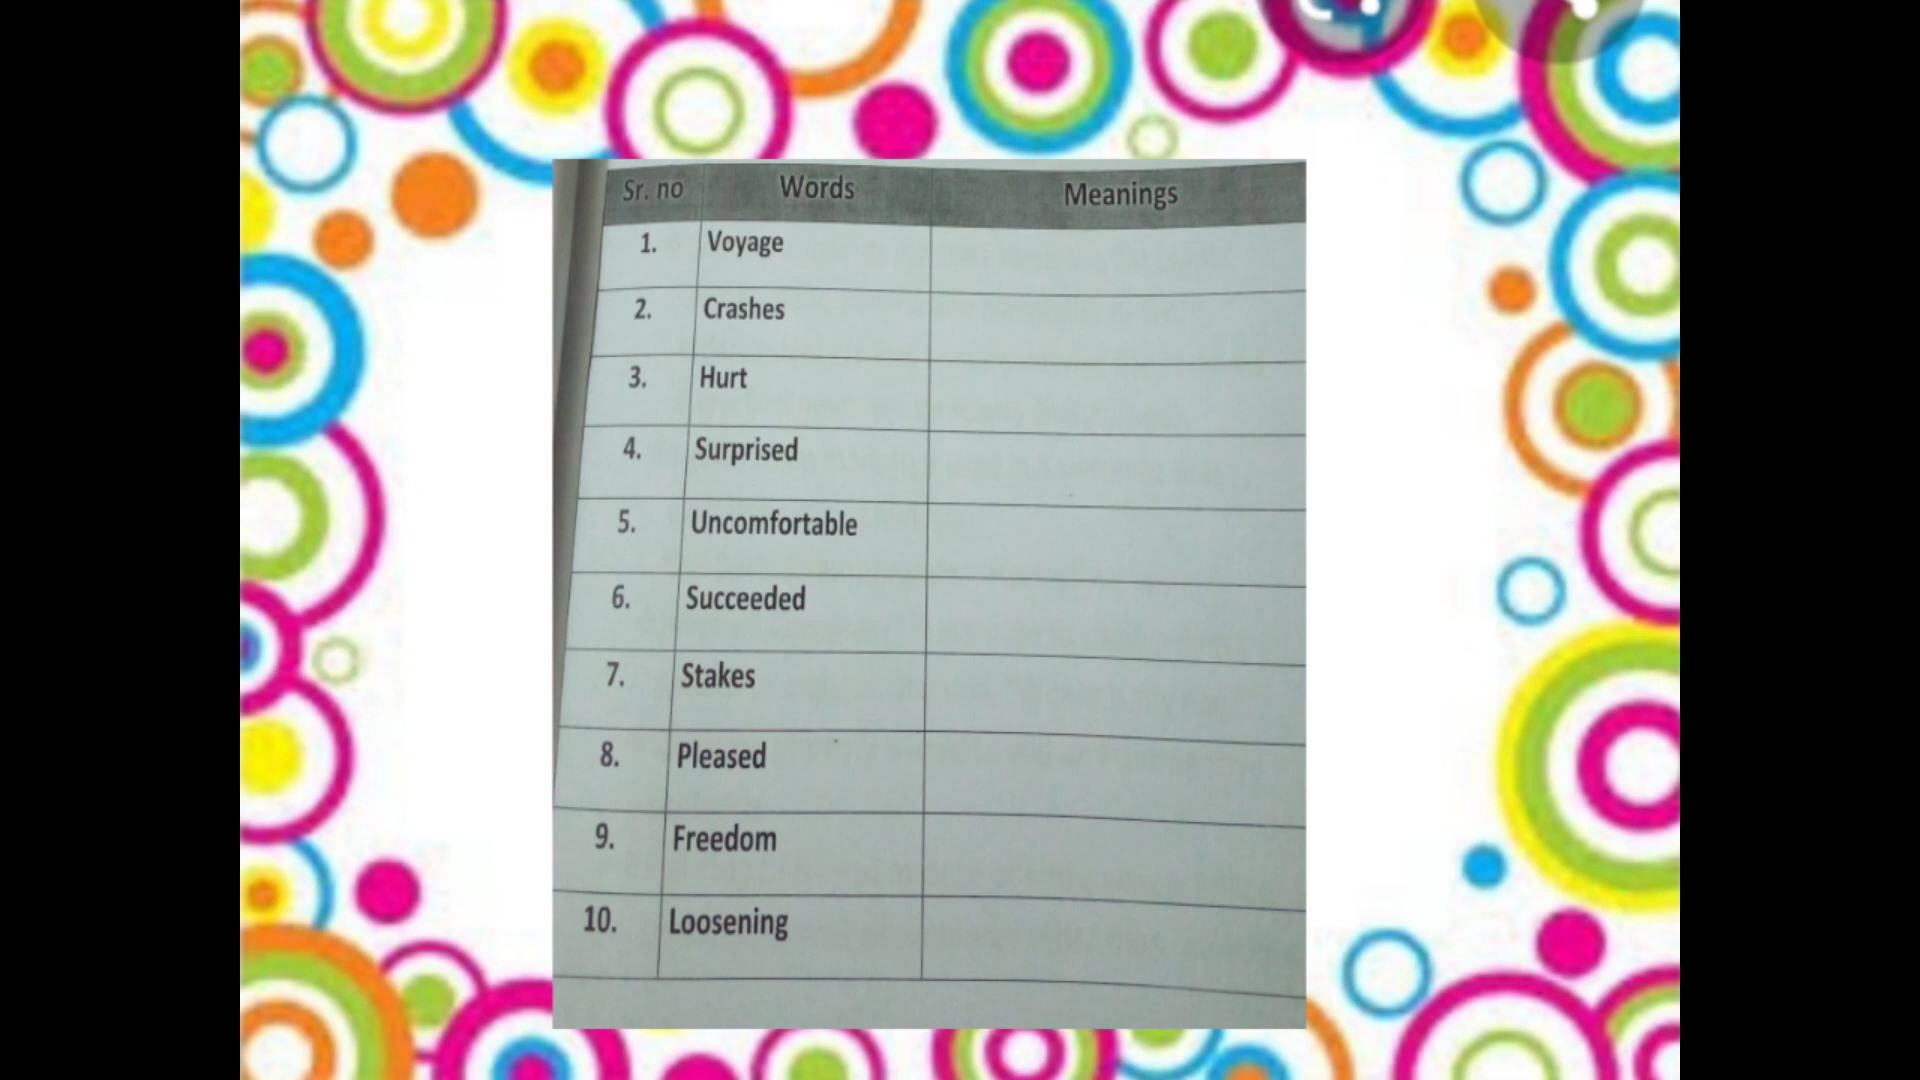 Sr. no Words Meanings
1. Voyage
2. Crashes
3. Hurt
4. Surprised
5. Uncomfortable
6. Succeeded
7. Stakes
8. Pleased
9. Freedom
10. Loosening